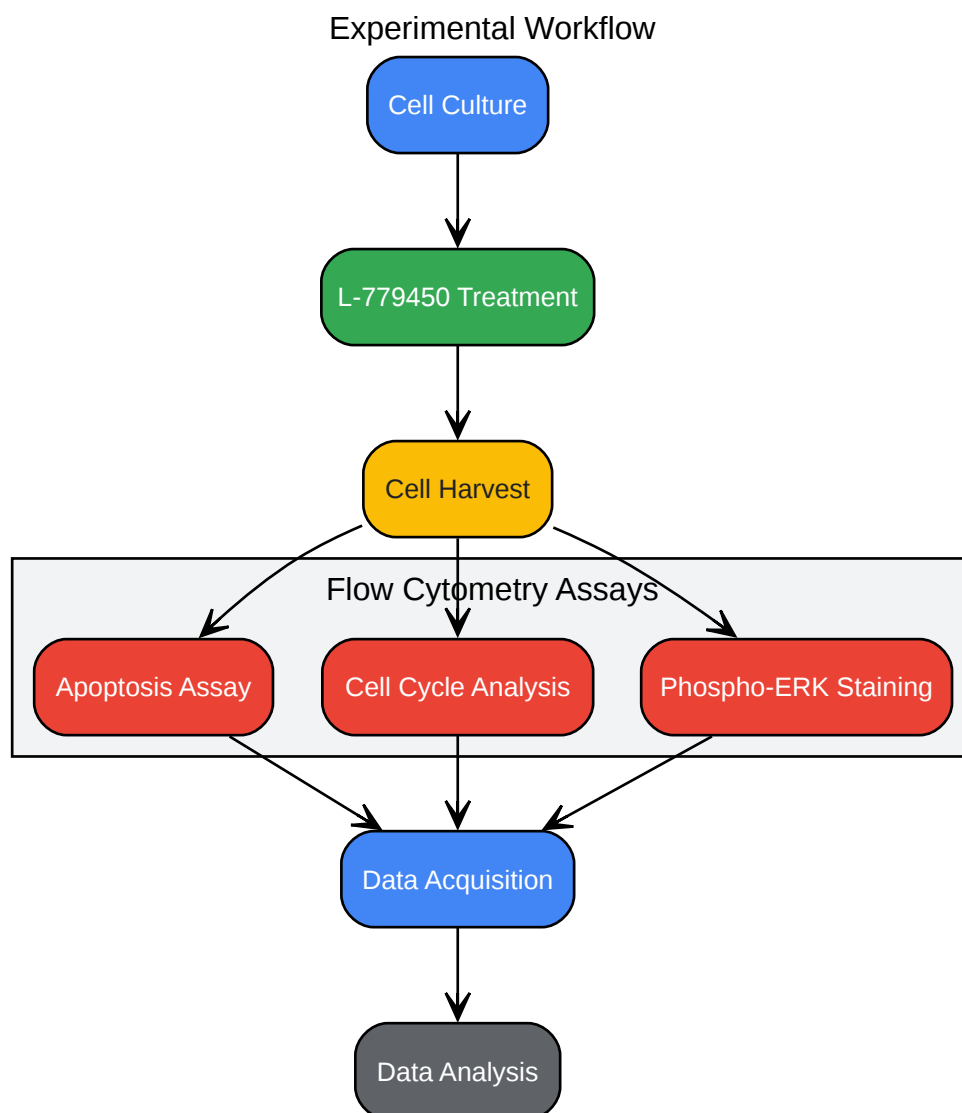 Experimental Workflow
Cell Culture
L-779450 Treatment
Cell Harvest
Flow Cytometry Assays
Apoptosis Assay
Cell Cycle Analysis
Phospho-ERK Staining
Data Acquisition
Data Analysis